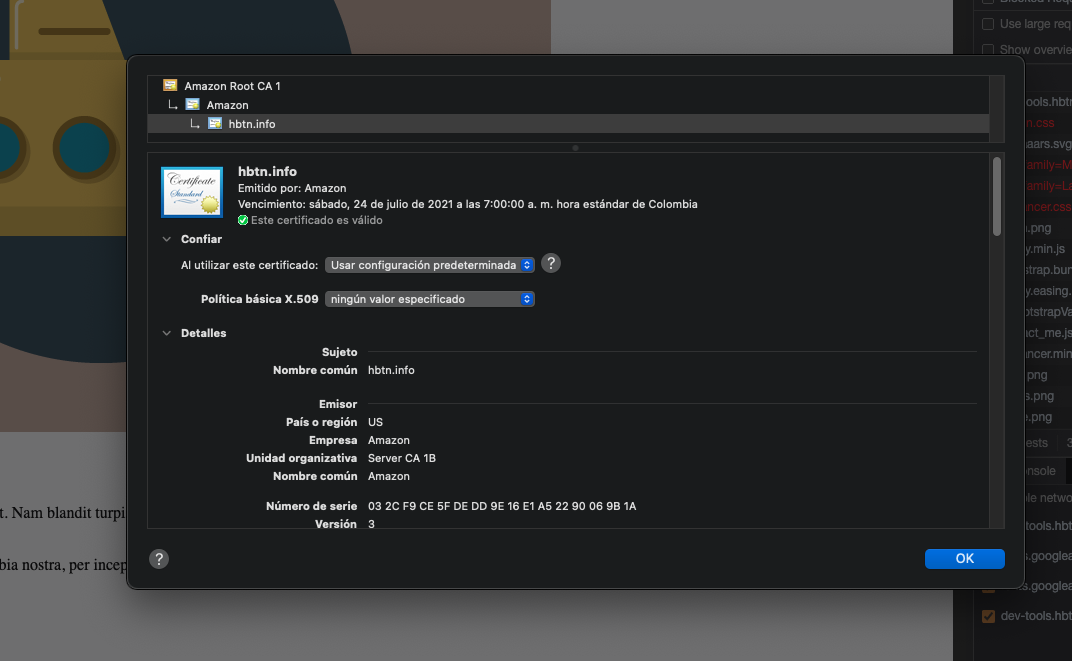 Amazon Root CA 1
Amazon
hbtn.info
Certificate
Standard
hbtn.info
Emitido por: Amazon
Vencimiento: sábado, 24 de julio de 2021 a las 7:00:00 a. m. hora estándar de Colombia
Este certificado es válido
Confiar
Al utilizar este certificado: Usar configuración predeterminada ?
Política básica X.509 ningún valor especificado
Detalles
Sujeto
Nombre común hbtn.info
Emisor
País o región US
Empresa Amazon
Unidad organizativa Server CA 1B
Nombre común Amazon
Número de serie 03 2C F9 CE 5F DE DD 9E 16 E1 A5 22 90 06 9B 1A
Versión 3
? OK
t. Nam blandit turpi
bia nostra, per incep
Use large req
Show overvie
ools.hbtn
n.css
aars.svg
amily=M
amily=La
ancer.css
.png
y.min.js
strap.bun
y.easing.
otstrapVa
act_me.js
ancer.min
png
s.png
e.png
ests 3
onsole
le netwo
tools.hbt
s.googlea
s.googlea
dev-tools.hbt